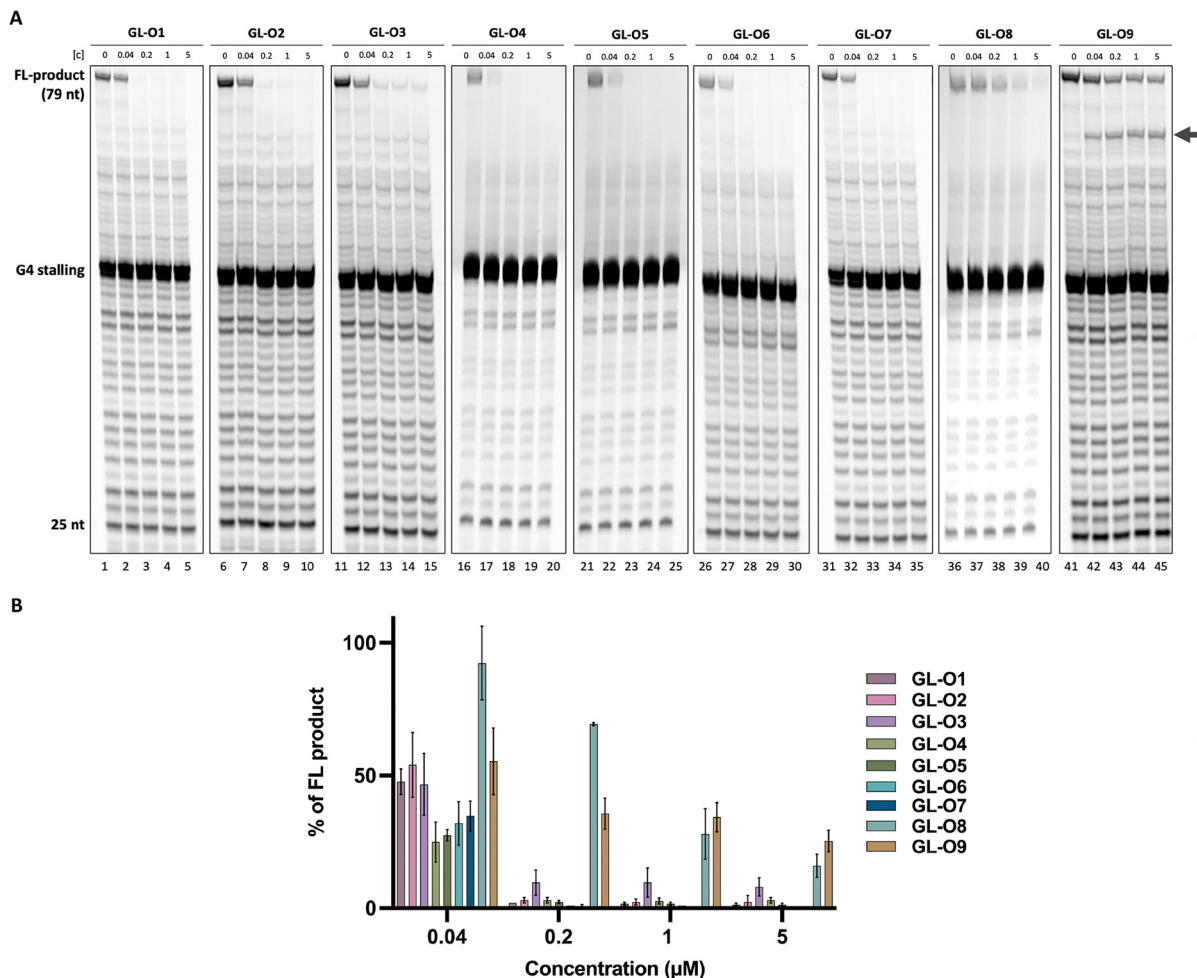 A
GL-O1 GL-O2 GL-O3 GL-O4 GL-O5 GL-O6 GL-O7 GL-O8 GL-O9
[c] 0 0.04 0.2 1 5 0 0.04 0.2 1 5 0 0.04 0.2 1 5 0 0.04 0.2 1 5 0 0.04 0.2 1 5 0 0.04 0.2 1 5 0 0.04 0.2 1 5 0 0.04 0.2 1 5 0 0.04 0.2 1 5
FL-product
(79 nt)
G4 stalling
25 nt
1 2 3 4 5 6 7 8 9 10 11 12 13 14 15 16 17 18 19 20 21 22 23 24 25 26 27 28 29 30 31 32 33 34 35 36 37 38 39 40 41 42 43 44 45
B
% of FL product
100
50
0
0.04 0.2 1 5
Concentration (µM)
GL-O1
GL-O2
GL-O3
GL-O4
GL-O5
GL-O6
GL-O7
GL-O8
GL-O9